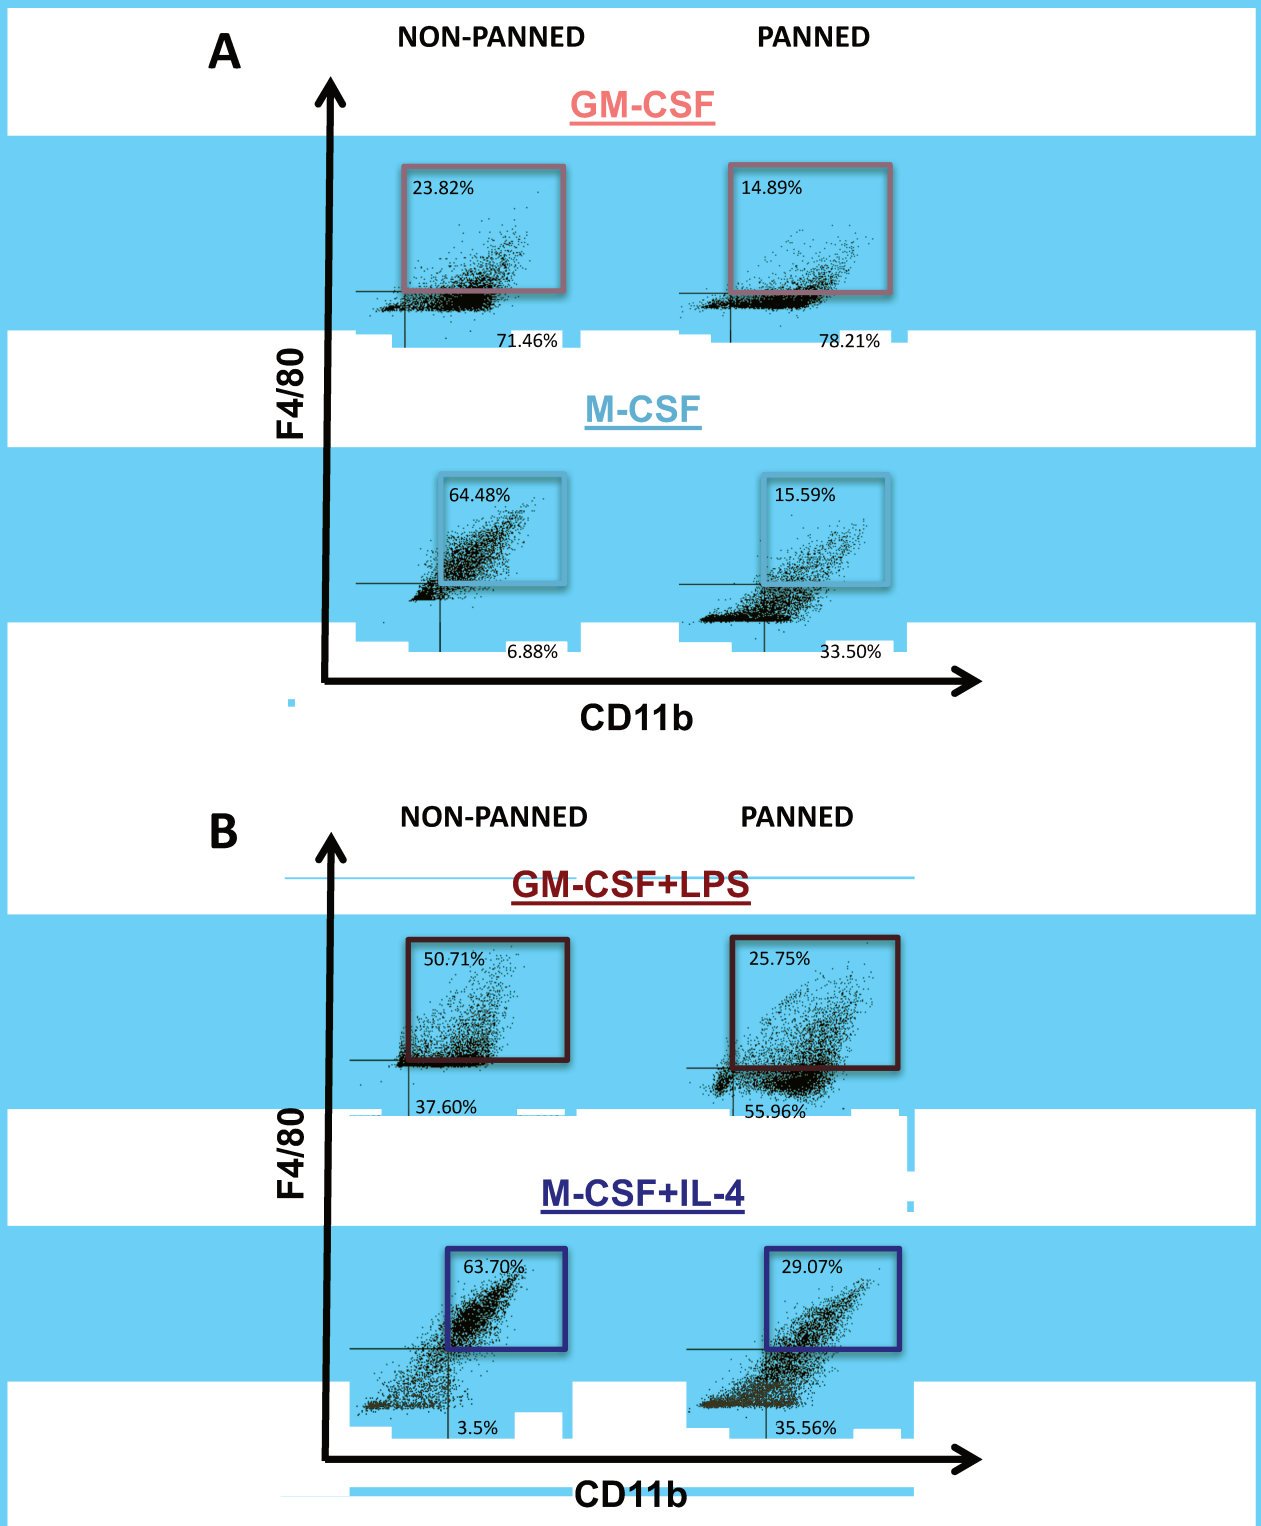 A
NON-PANNED PANNED
GM-CSF
23.82% 14.89%
71.46% 78.21%
F4/80
M-CSF
64.48% 15.59%
6.88% 33.50%
CD11b
B
NON-PANNED PANNED
GM-CSF+LPS
50.71% 25.75%
37.60% 55.96%
F4/80
M-CSF+IL-4
63.70% 29.07%
3.5% 35.56%
CD11b